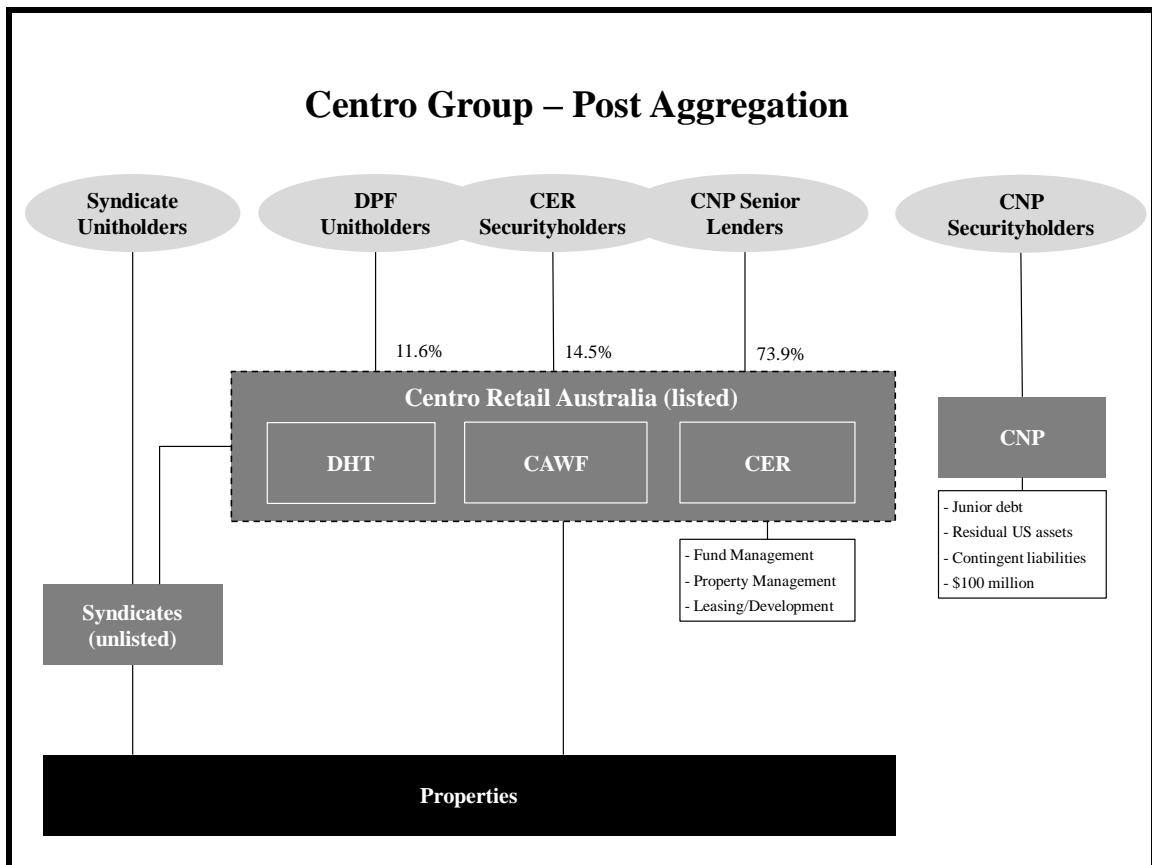 Centro Group – Post Aggregation
Syndicate
Unitholders
DPF
Unitholders
CER
Securityholders
CNP Senior
Lenders
CNP
Securityholders
11.6%
14.5%
73.9%
Centro Retail Australia (listed)
DHT
CAWF
CER
CNP
- Junior debt
- Residual US assets
- Contingent liabilities
- $100 million
- Fund Management
- Property Management
- Leasing/Development
Syndicates
(unlisted)
Properties